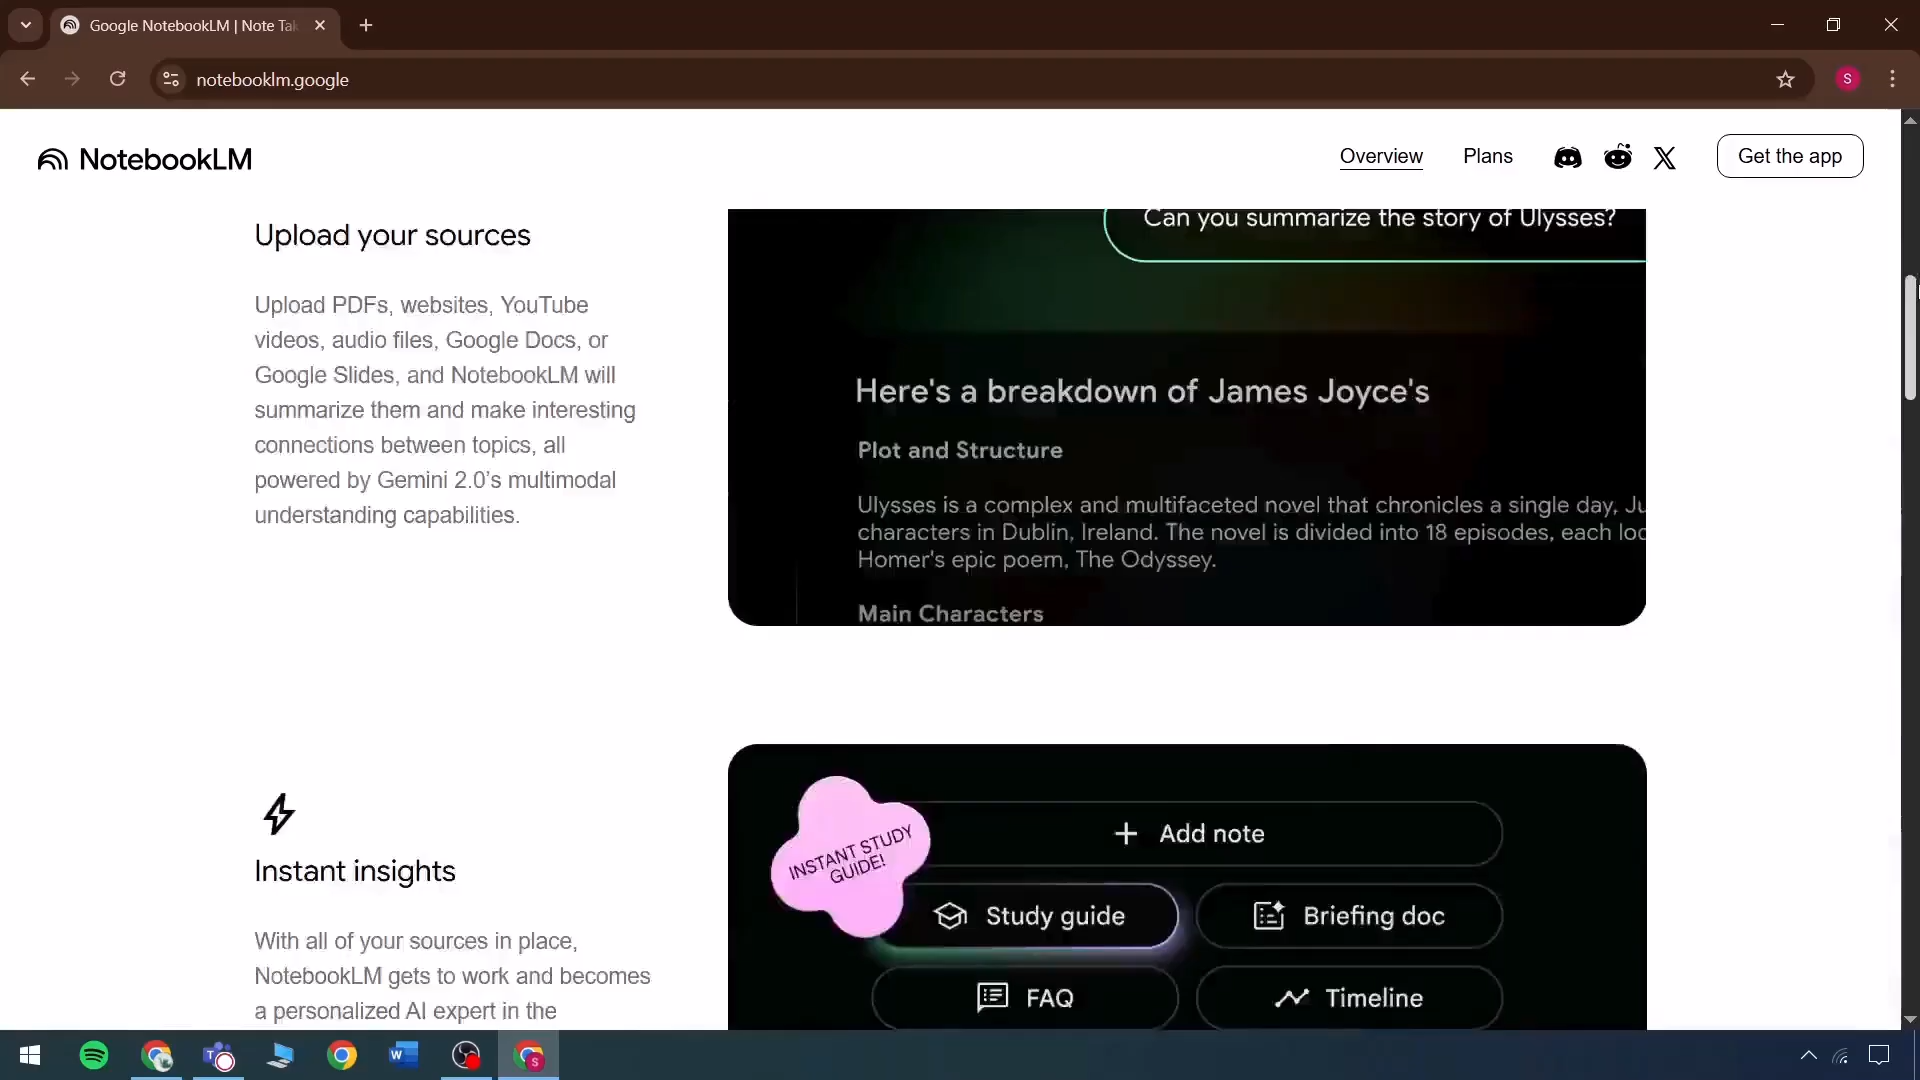 Google NotebookLM | Note Tak
notebooklm.google
S
NotebookLM
Overview
Plans
Get the app
Upload your sources
Upload PDFs, websites, YouTube
videos, audio files, Google Docs, or
Google Slides, and NotebookLM will
summarize them and make interesting
connections between topics, all
powered by Gemini 2.0’s multimodal
understanding capabilities.
Can you summarize the story of Ulysses?
Here's a breakdown of James Joyce's
Plot and Structure
Ulysses is a complex and multifaceted novel that chronicles a single day, Ju
characters in Dublin, Ireland. The novel is divided into 18 episodes, each loo
Homer's epic poem, The Odyssey.
Main Characters
Instant insights
With all of your sources in place,
NotebookLM gets to work and becomes
a personalized AI expert in the
INSTANT STUDY
GUIDE!
Add note
Study guide
Briefing doc
FAQ
Timeline